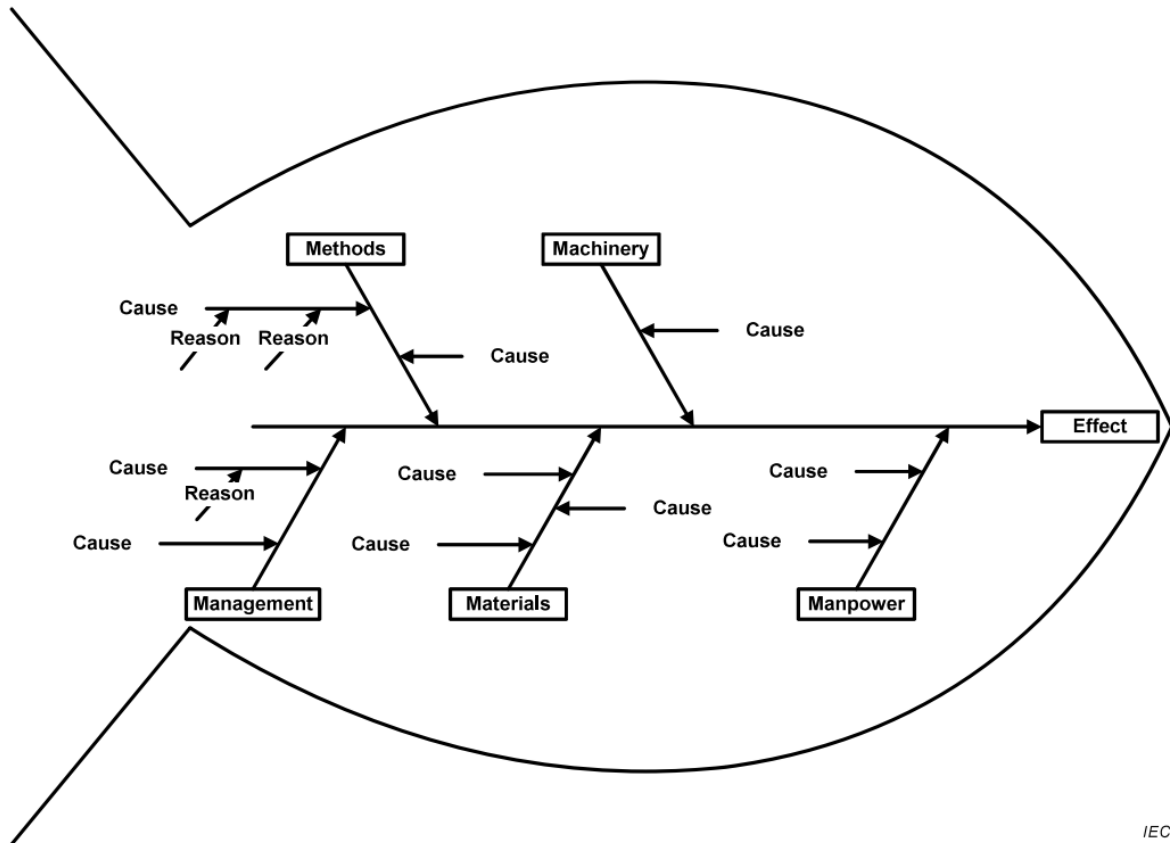 Methods
Machinery
Cause
Reason
Reason
Cause
Cause
Effect
Cause
Reason
Cause
Cause
Cause
Cause
Cause
Cause
Cause
Management
Materials
Manpower
IEC